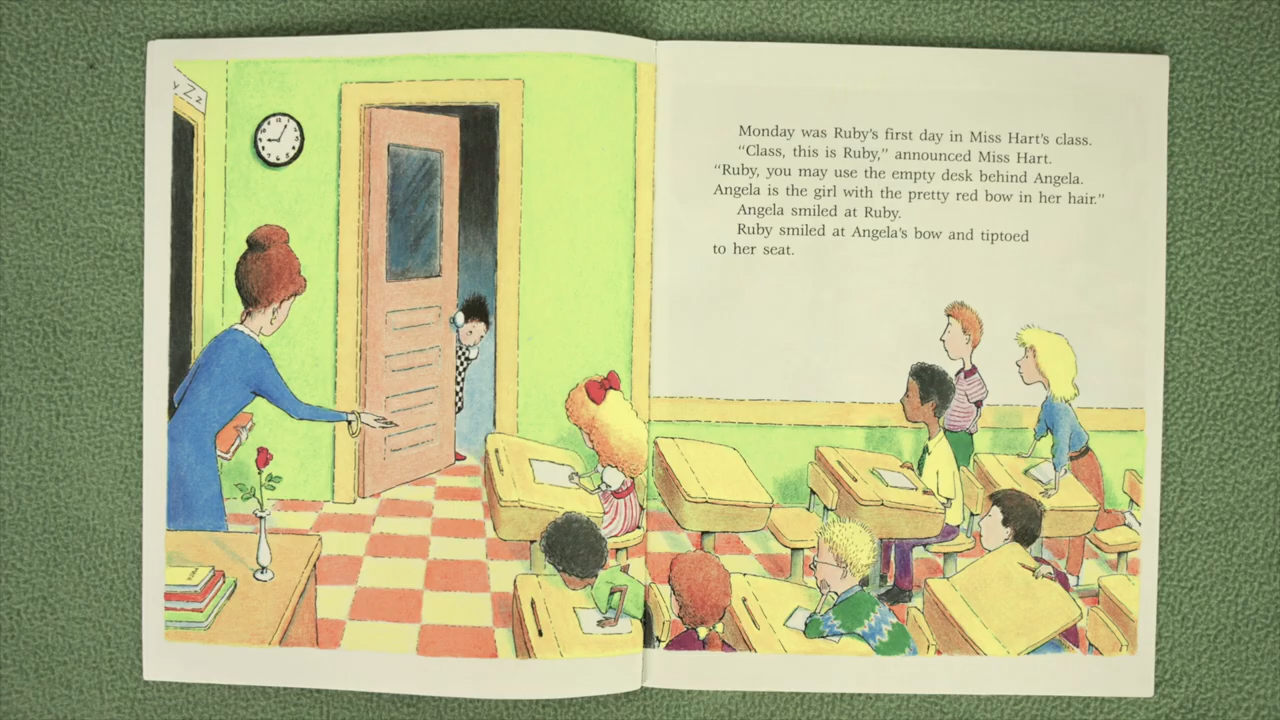 y Zz
Monday was Ruby's first day in Miss Hart's class.
"Class, this is Ruby," announced Miss Hart.
"Ruby, you may use the empty desk behind Angela.
Angela is the girl with the pretty red bow in her hair."
Angela smiled at Ruby.
Ruby smiled at Angela's bow and tiptoed
to her seat.